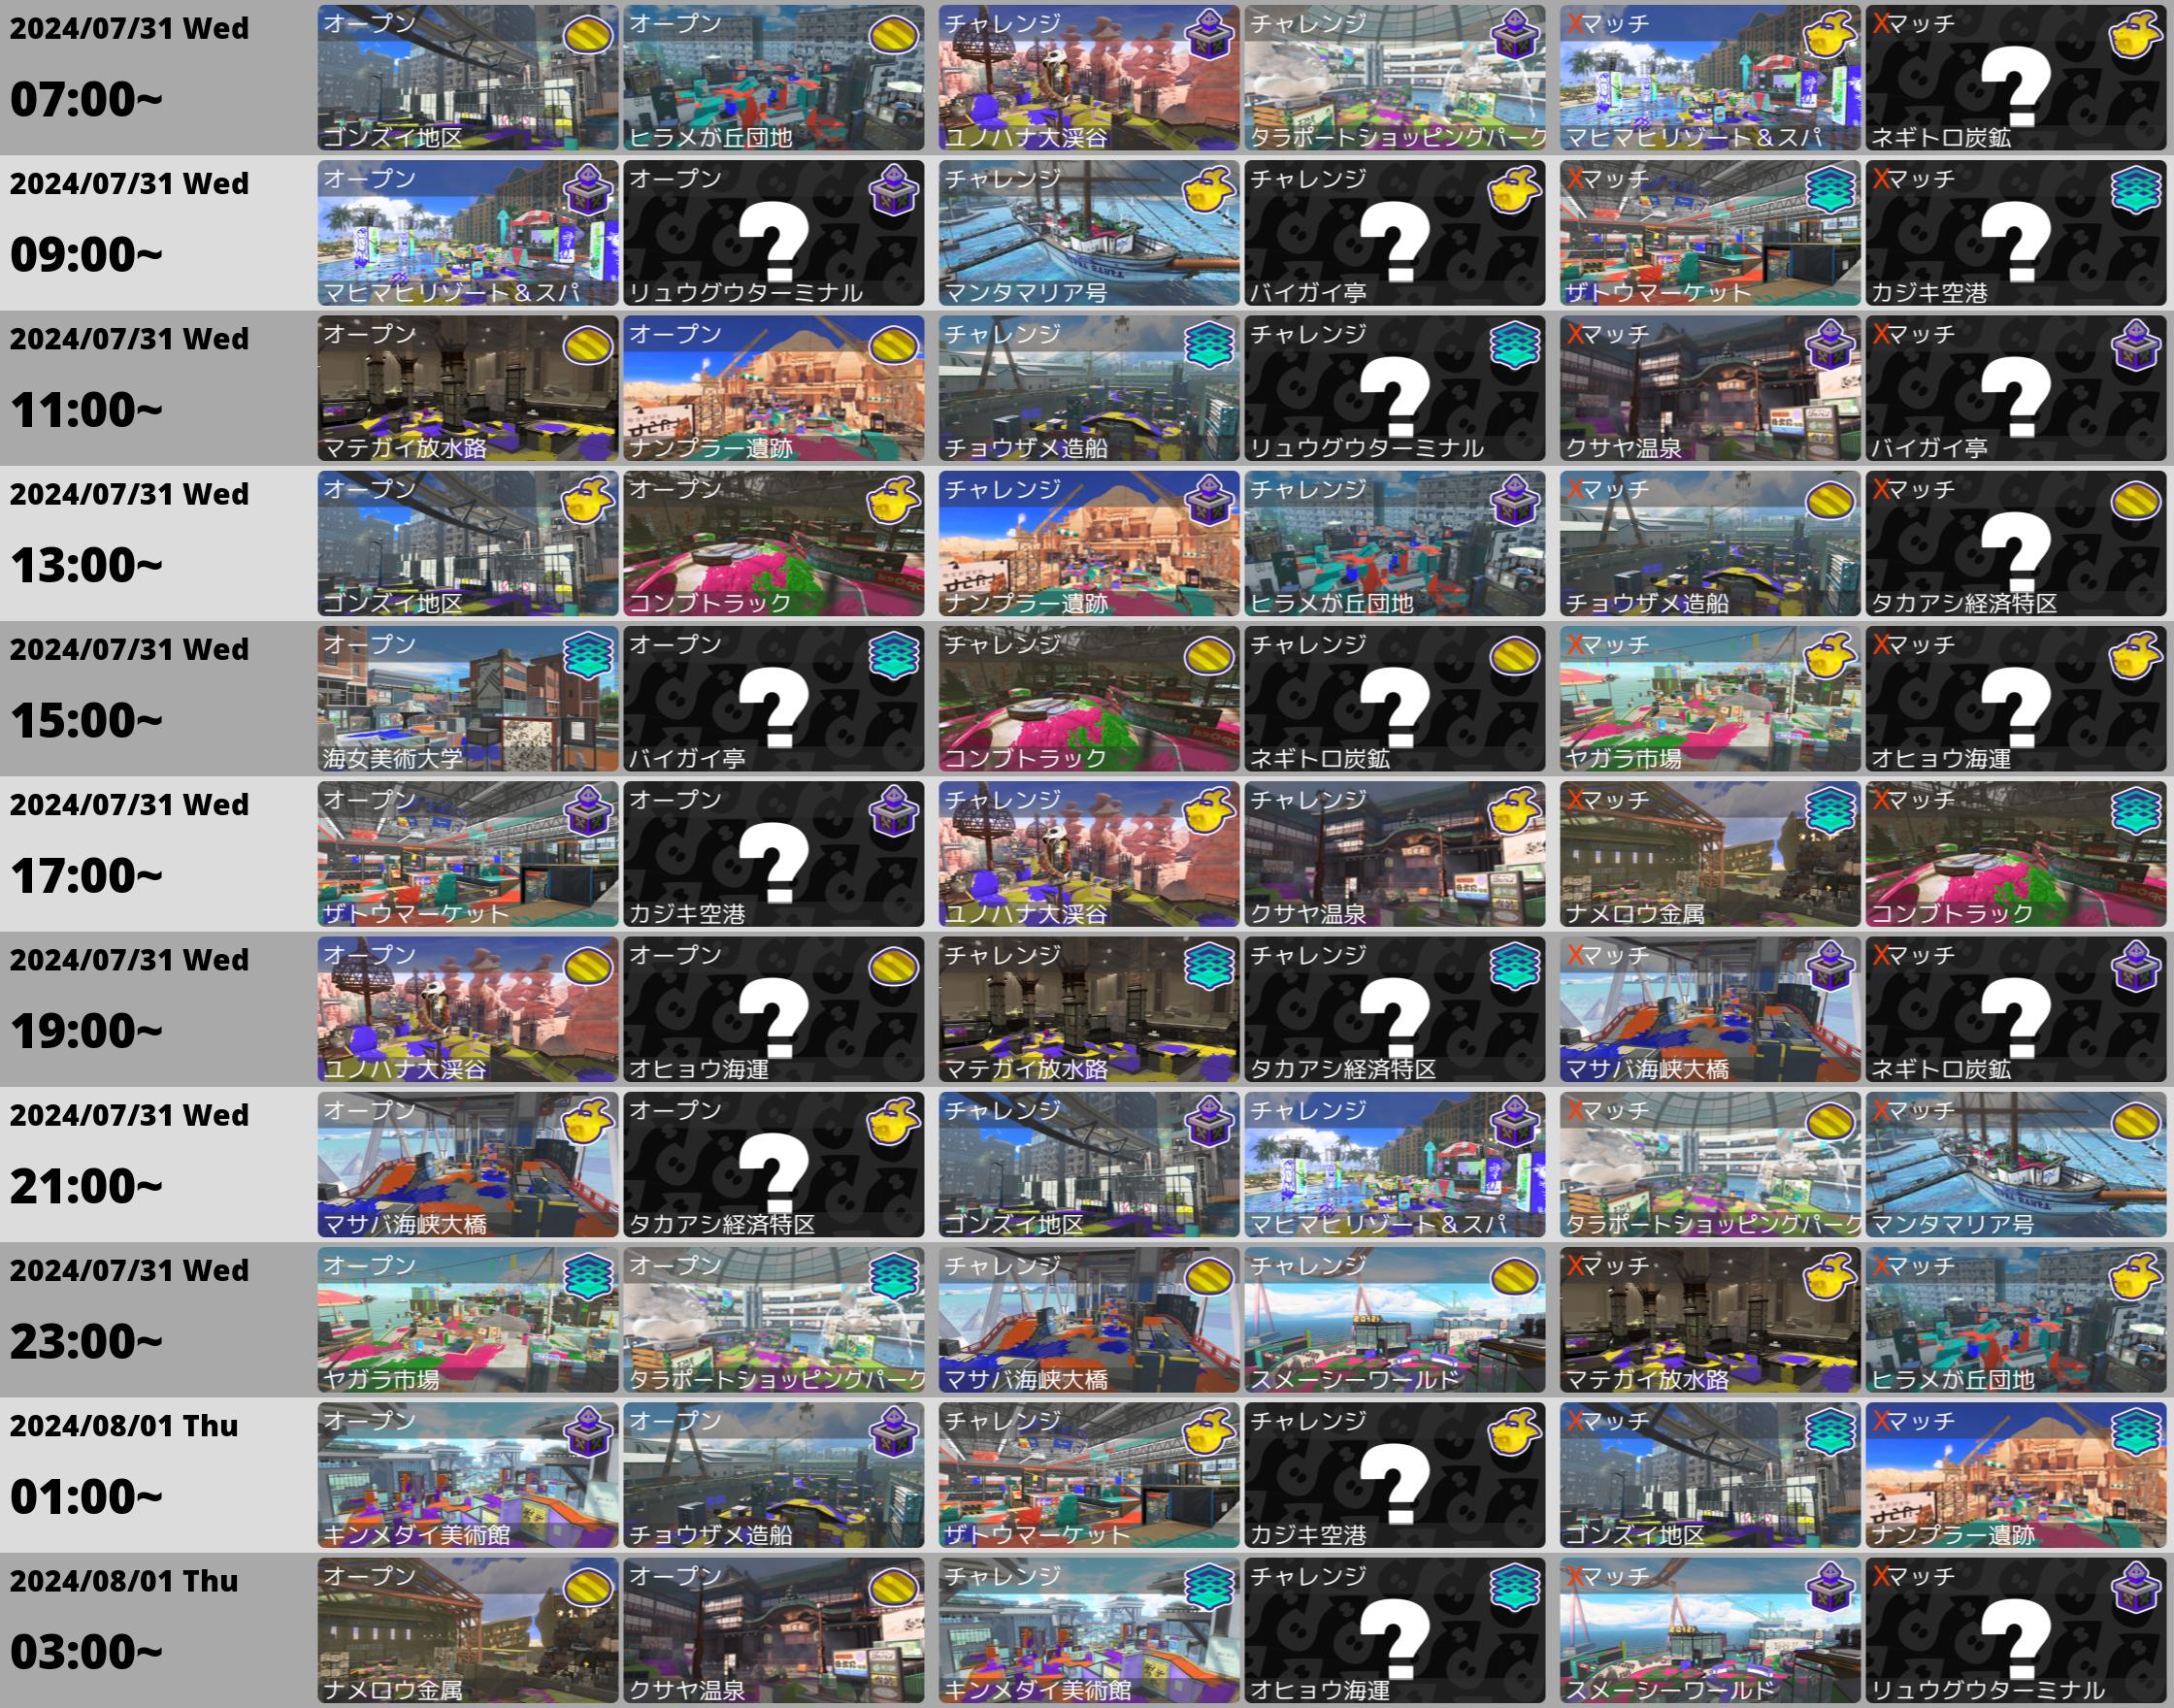 2024/07/31 Wed
07:00~
オープン
ゴンズイ地区
オープン
ヒラメが丘団地
チャレンジ
ユノハナ大渓谷
チャレンジ
タラポートショッピングパーク
Xマッチ
マヒマヒリゾート＆スパ
Xマッチ
?
ネギトロ炭鉱
2024/07/31 Wed
09:00~
オープン
マヒマヒリゾート＆スパ
オープン
?
リュウグウターミナル
チャレンジ
マンタマリア号
チャレンジ
?
バイガイ亭
Xマッチ
ザトウマーケット
Xマッチ
?
カジキ空港
2024/07/31 Wed
11:00~
オープン
マテガイ放水路
オープン
ナンプラー遺跡
チャレンジ
チョウザメ造船
チャレンジ
?
リュウグウターミナル
Xマッチ
クサヤ温泉
Xマッチ
?
バイガイ亭
2024/07/31 Wed
13:00~
オープン
ゴンズイ地区
オープン
コンブトラック
チャレンジ
ナンプラー遺跡
チャレンジ
ヒラメが丘団地
Xマッチ
チョウザメ造船
Xマッチ
?
タカアシ経済特区
2024/07/31 Wed
15:00~
オープン
海女美術大学
オープン
?
バイガイ亭
チャレンジ
コンブトラック
チャレンジ
?
ネギトロ炭鉱
Xマッチ
ヤガラ市場
Xマッチ
?
オヒョウ海運
2024/07/31 Wed
17:00~
オープン
ザトウマーケット
オープン
?
カジキ空港
チャレンジ
ユノハナ大渓谷
チャレンジ
クサヤ温泉
Xマッチ
ナメロウ金属
Xマッチ
コンブトラック
2024/07/31 Wed
19:00~
オープン
ユノハナ大渓谷
オープン
?
オヒョウ海運
チャレンジ
マテガイ放水路
チャレンジ
?
タカアシ経済特区
Xマッチ
マサバ海峡大橋
Xマッチ
?
ネギトロ炭鉱
2024/07/31 Wed
21:00~
オープン
マサバ海峡大橋
オープン
?
タカアシ経済特区
チャレンジ
ゴンズイ地区
チャレンジ
マヒマヒリゾート＆スパ
Xマッチ
タラポートショッピングパーク
Xマッチ
マンタマリア号
2024/07/31 Wed
23:00~
オープン
ヤガラ市場
オープン
タラポートショッピングパーク
チャレンジ
マサバ海峡大橋
チャレンジ
スメーシーワールド
Xマッチ
マテガイ放水路
Xマッチ
ヒラメが丘団地
2024/08/01 Thu
01:00~
オープン
キンメダイ美術館
オープン
チョウザメ造船
チャレンジ
ザトウマーケット
チャレンジ
?
カジキ空港
Xマッチ
ゴンズイ地区
Xマッチ
ナンプラー遺跡
2024/08/01 Thu
03:00~
オープン
ナメロウ金属
オープン
クサヤ温泉
チャレンジ
キンメダイ美術館
チャレンジ
?
オヒョウ海運
Xマッチ
スメーシーワールド
Xマッチ
?
リュウグウターミナル